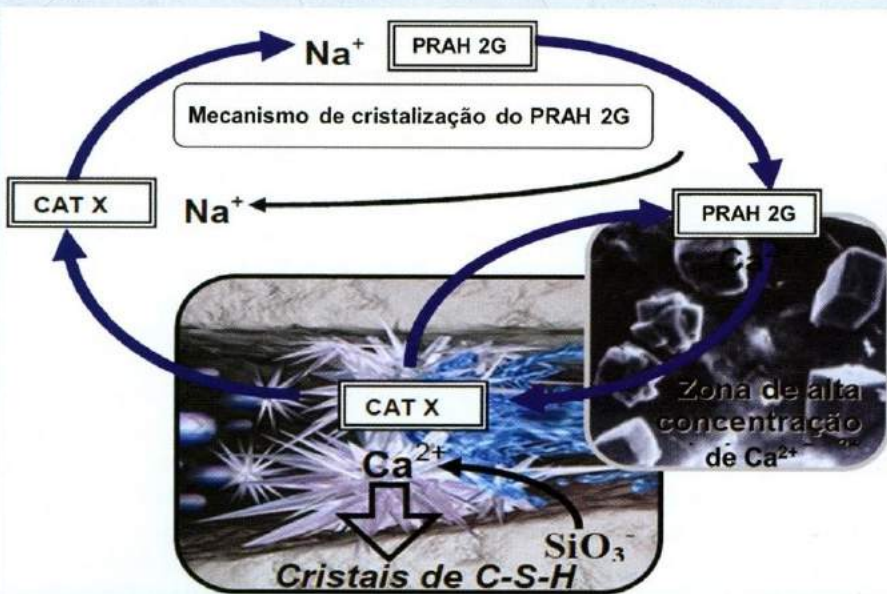 Na⁺ PRAH 2G
Mecanismo de cristalização do PRAH 2G
CAT X Na⁺
PRAH 2G
Ca²⁺
Zona de alta
concentração
de Ca²⁺
CAT X
Ca²⁺
SiO₃⁻
Cristais de C-S-H